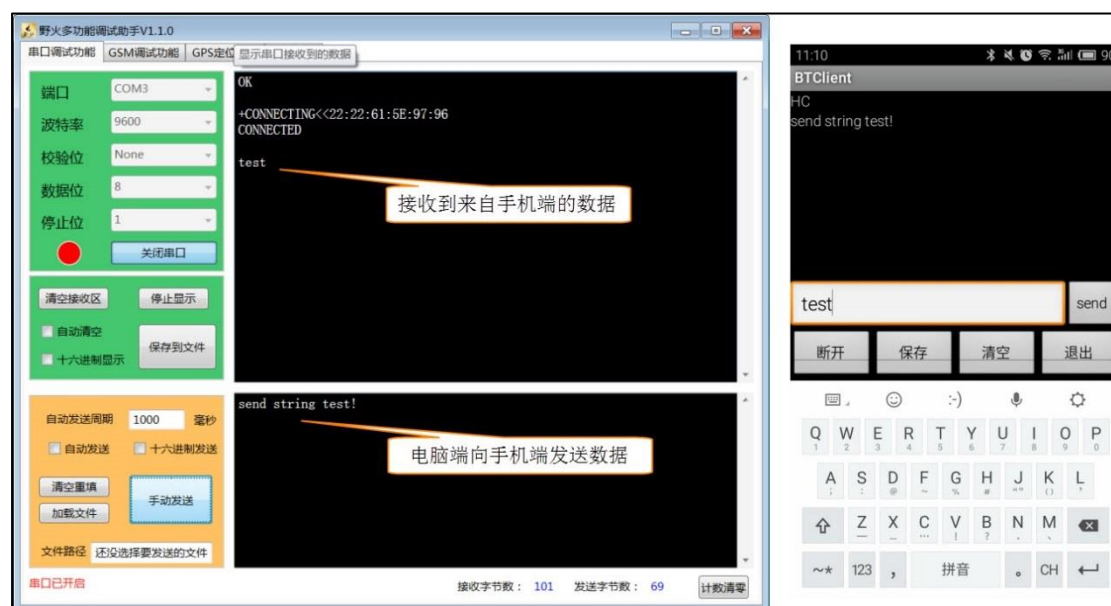 野火多功能调试助手V1.1.0
串口调试功能 GSM调试功能 GPS定位
显示串口接收到的数据
端口 COM3
波特率 9600
校验位 None
数据位 8
停止位 1
关闭串口
清空接收区 停止显示
自动清空
十六进制显示
保存到文件
OK
+CONNECTING<<22:22:61:5E:97:96
CONNECTED
test
接收到来自手机端的数据
自动发送周期 1000 毫秒
自动发送 十六进制发送
清空重填
加载文件
手动发送
文件路径 还没选择要发送的文件
send string test!
电脑端向手机端发送数据
串口已开启
接收字节数： 101 发送字节数： 69 计数清零
11:10 90
BTClient
HC
send string test!
test send
断开 保存 清空 退出
:-)
Q W E R T Y U I O P
1 2 3 4 5 6 7 8 9 0
A S D F G H J K L
Z X C V B N M
~* 123 , 拼音 。 CH